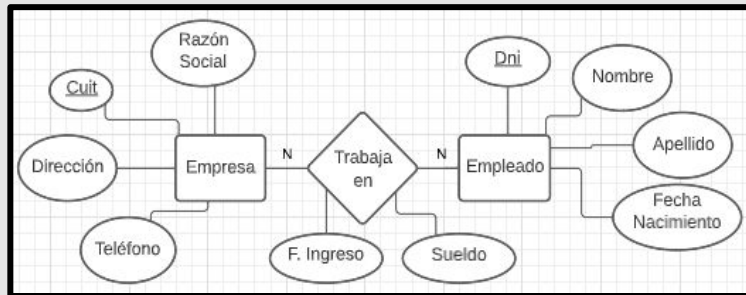 Razón
Social
Dni
Cuit
Nombre
Dirección
Empresa
N
Trabaja
en
N
Empleado
Apellido
Fecha
Nacimiento
Teléfono
F. Ingreso
Sueldo